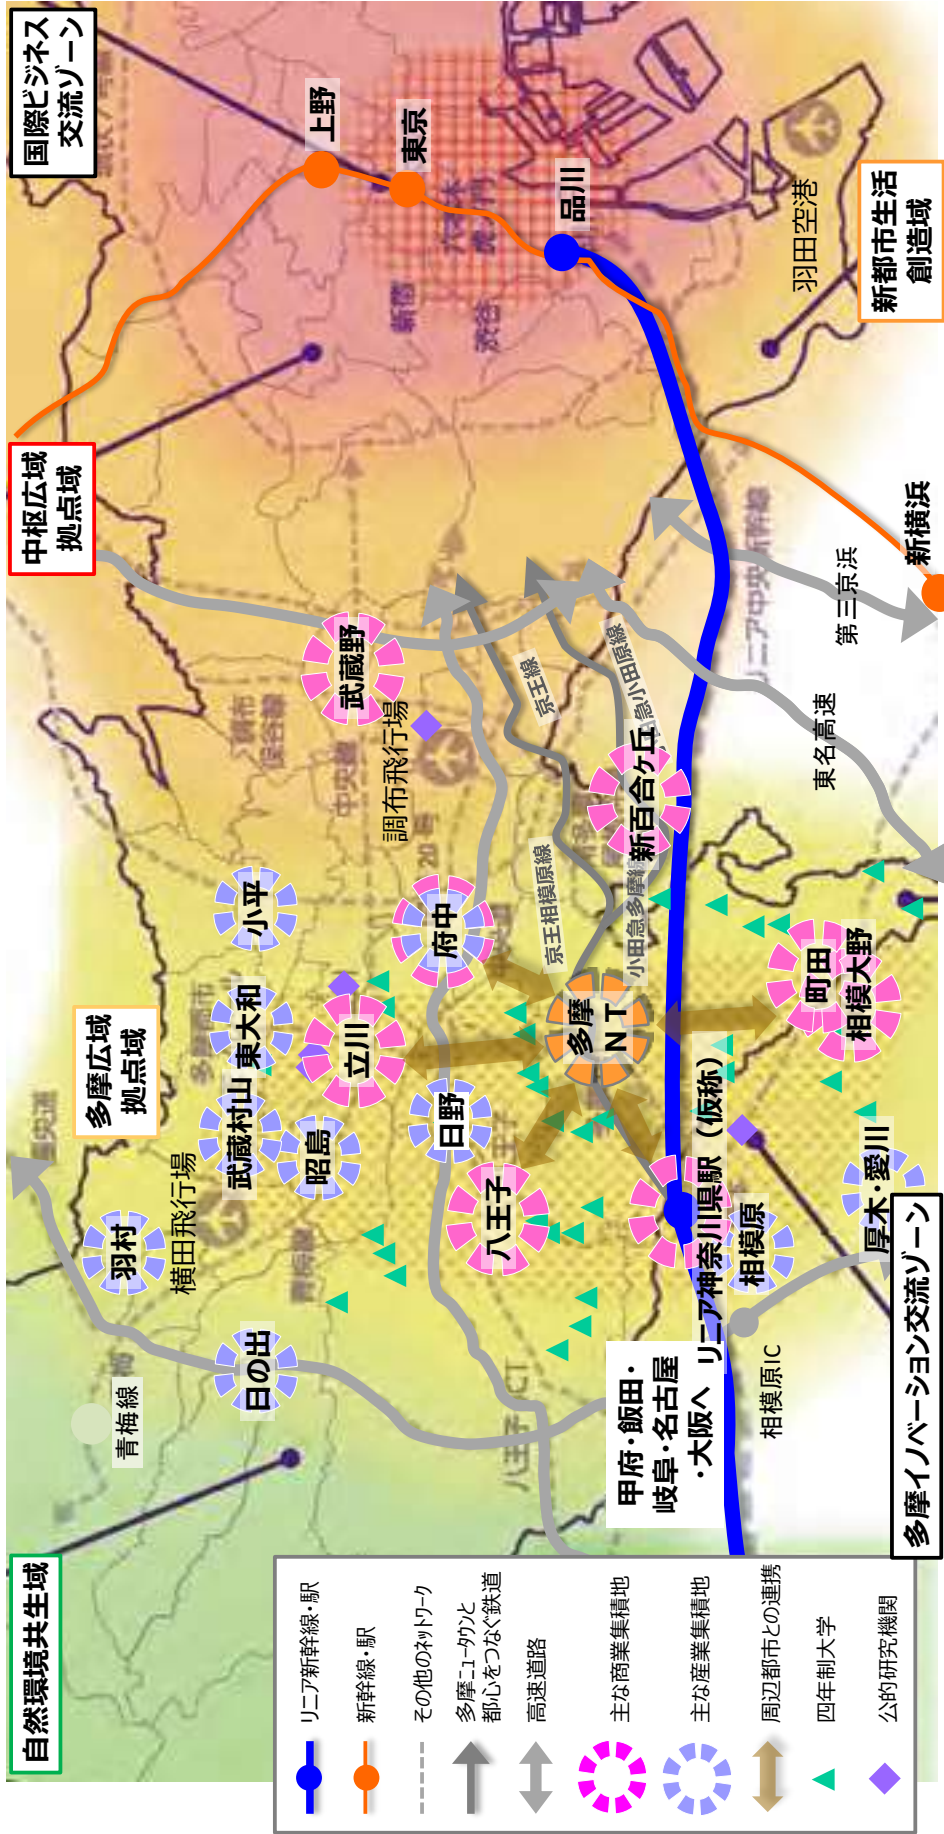 自然環境共生域
多摩広域
拠点域
中枢広域
拠点域
国際ビジネス
交流ゾーン
青梅線
羽村
横田飛行場
日の出
武蔵村山
東大和
小平
昭島
立川
武蔵野
上野
東京
新宿
渋谷
六本木
虎ノ門
品川
中央線
調布飛行場
日野
府中
八王子
京王線
京王相模原線
多摩
NT
小田急多摩線
小田急小田原線
新百合ヶ丘
羽田空港
新都市生活
創造域
甲府・飯田・
岐阜・名古屋
・大阪へ
リニア神奈川県駅（仮称）
リニア中央新幹線
相模原
相模原IC
町田
相模大野
厚木・愛川
東名高速
第三京浜
新横浜
多摩イノベーション交流ゾーン
リニア新幹線・駅
新幹線・駅
その他のネットワーク
多摩ニュータウンと
都心をつなぐ鉄道
高速道路
主な商業集積地
主な産業集積地
周辺都市との連携
四年制大学
公的研究機関